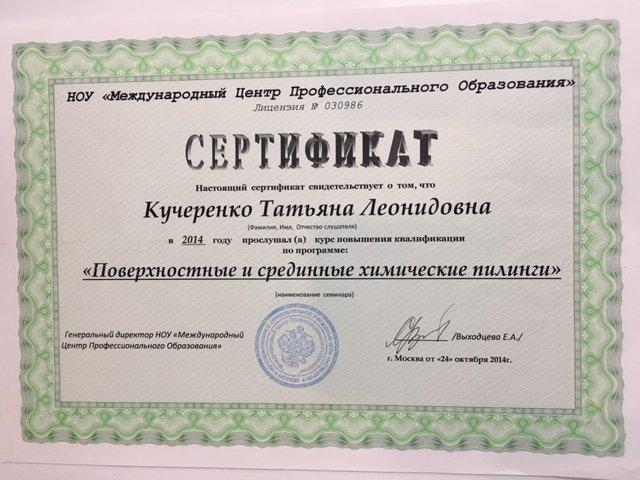 НОУ «Международный Центр Профессионального Образования»
Лицензия № 030986
СЕРТИФИКАТ
Настоящий сертификат свидетельствует о том, что
Кучеренко Татьяна Леонидовна
(Фамилия, Имя, Отчество слушателя)
в 2014 году прослушал (а) курс повышения квалификации
по программе:
«Поверхностные и срединные химические пилинги»
(наименование семинара)
Генеральный директор НОУ «Международный
Центр Профессионального Образования»
/Выходцева Е.А./
г. Москва от «24» октября 2014г.